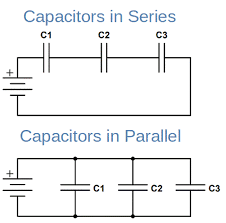 Capacitors in Series
C1 C2 C3
+
Capacitors in Parallel
+
C1 C2 C3